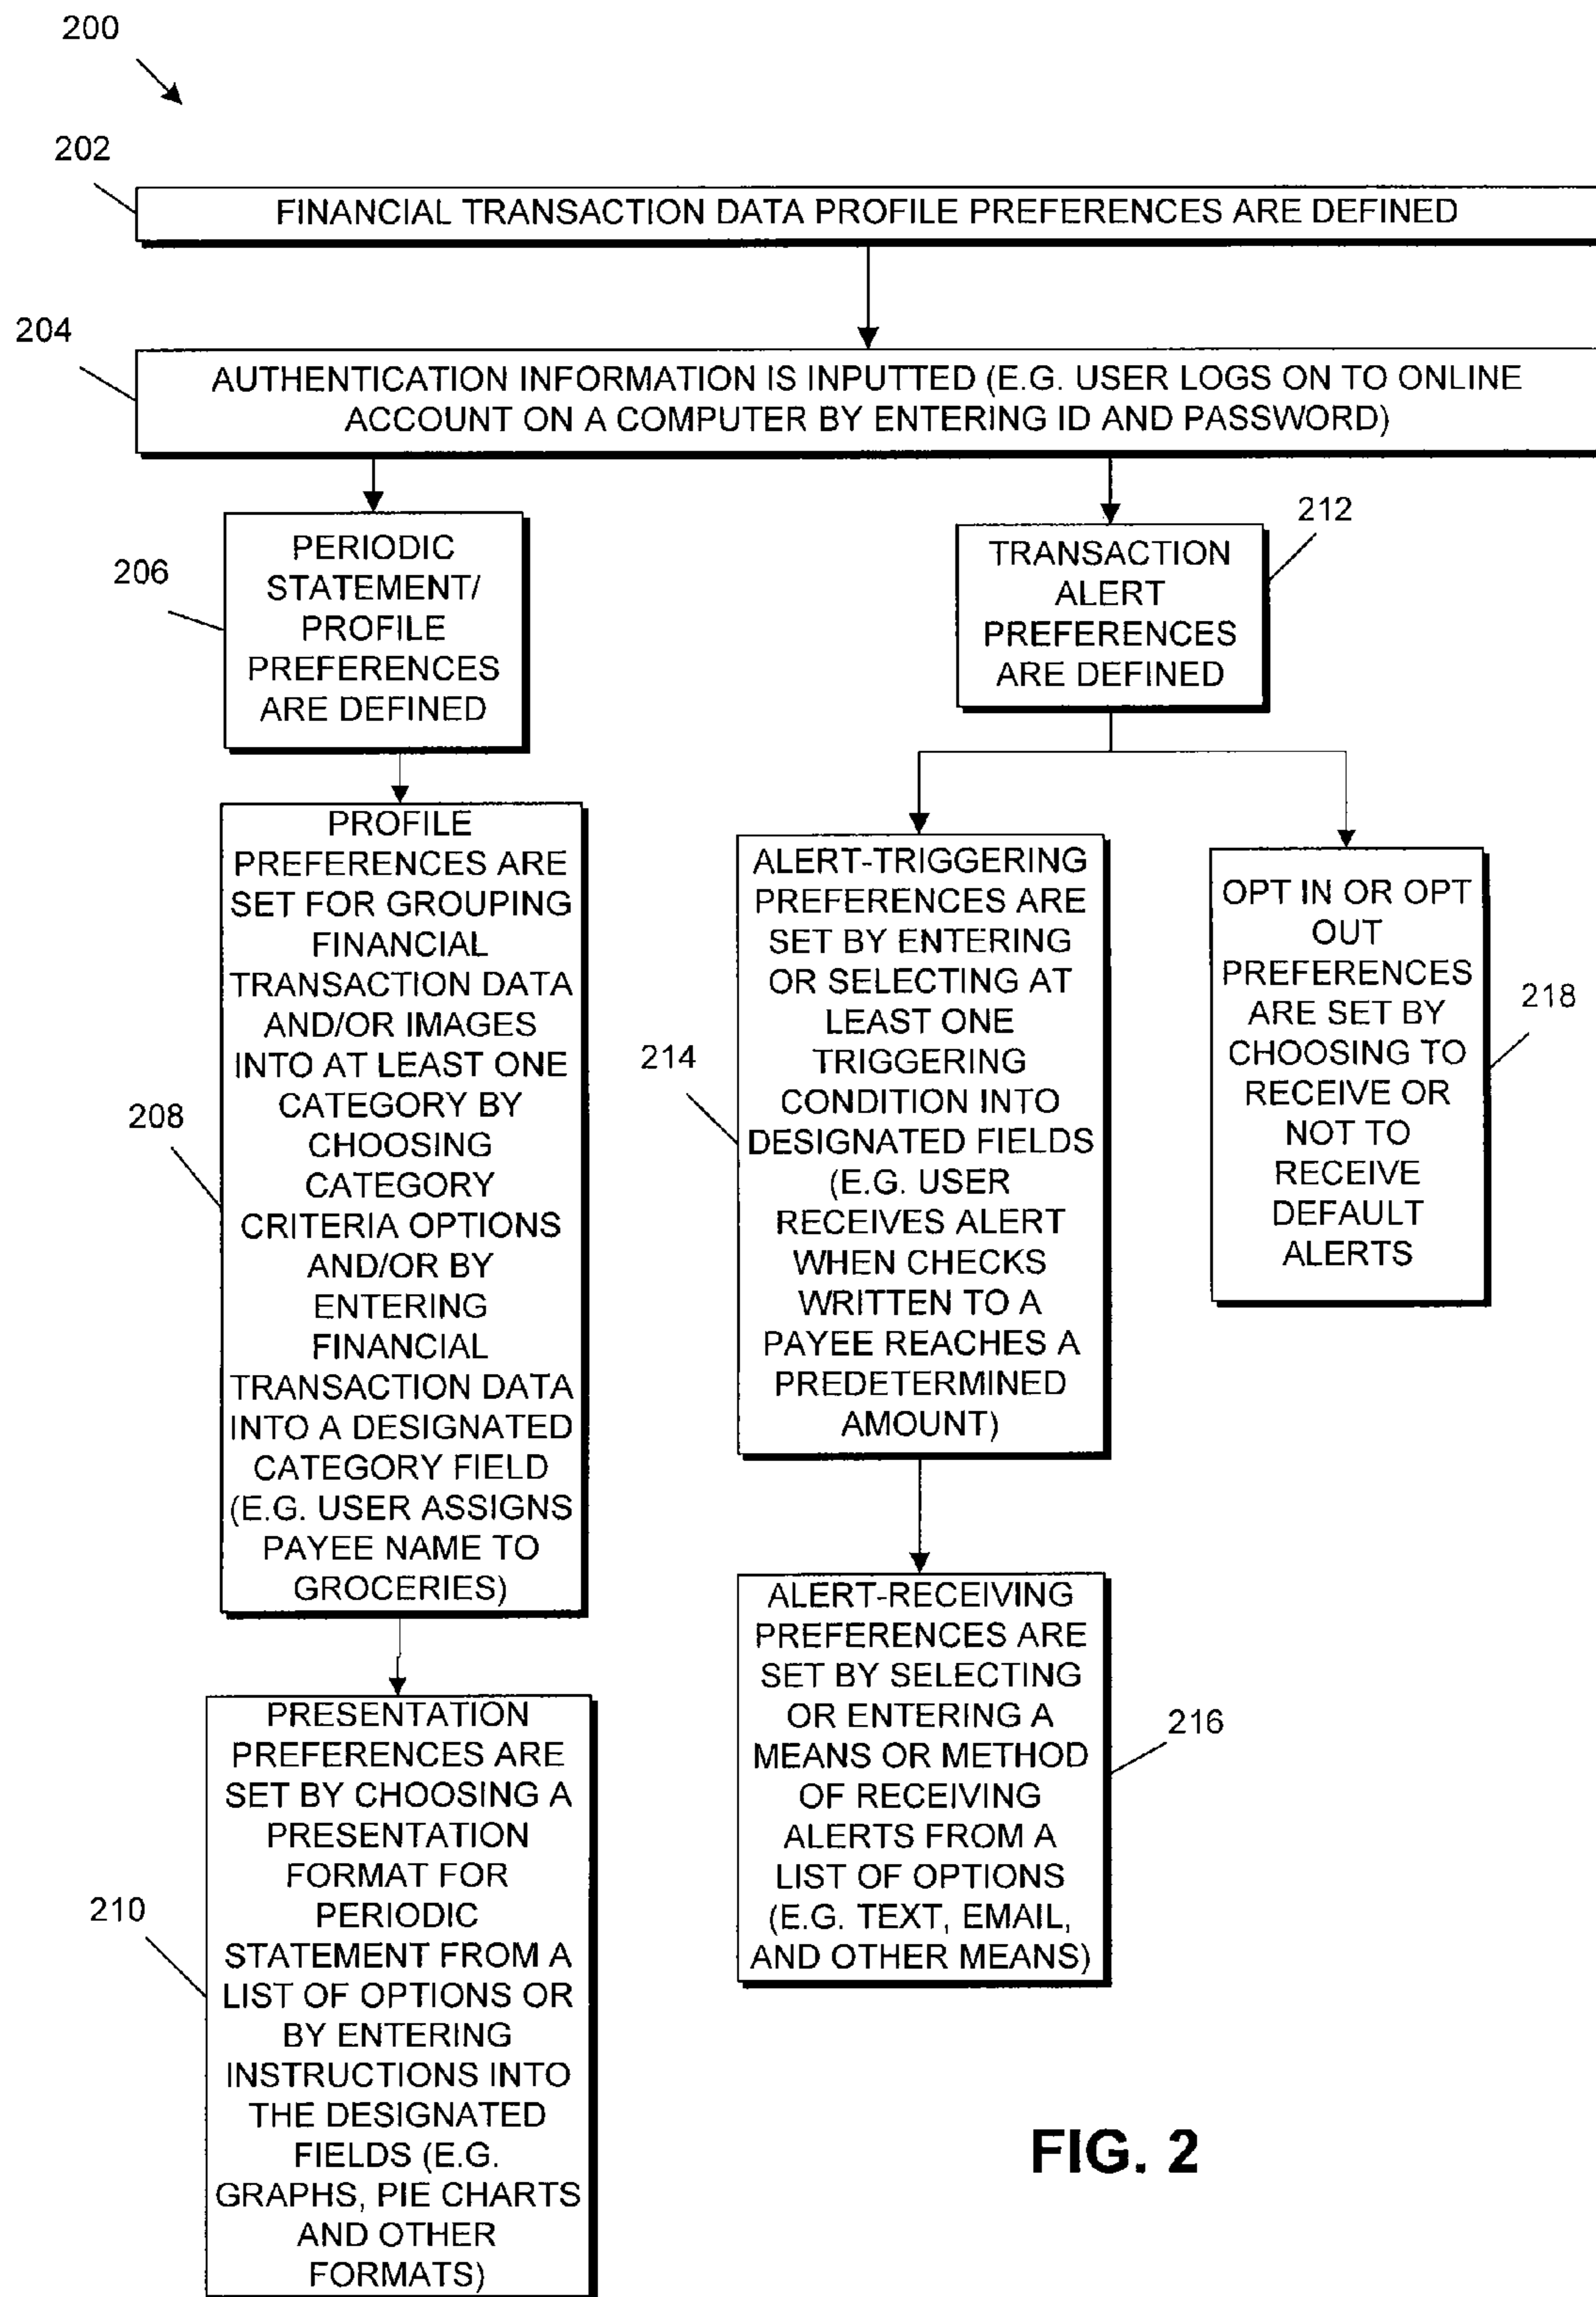 200
202
FINANCIAL TRANSACTION DATA PROFILE PREFERENCES ARE DEFINED
204
AUTHENTICATION INFORMATION IS INPUTTED (E.G. USER LOGS ON TO ONLINE
ACCOUNT ON A COMPUTER BY ENTERING ID AND PASSWORD)
206
PERIODIC
STATEMENT/
PROFILE
PREFERENCES
ARE DEFINED
212
TRANSACTION
ALERT
PREFERENCES
ARE DEFINED
208
PROFILE
PREFERENCES ARE
SET FOR GROUPING
FINANCIAL
TRANSACTION DATA
AND/OR IMAGES
INTO AT LEAST ONE
CATEGORY BY
CHOOSING
CATEGORY
CRITERIA OPTIONS
AND/OR BY
ENTERING
FINANCIAL
TRANSACTION DATA
INTO A DESIGNATED
CATEGORY FIELD
(E.G. USER ASSIGNS
PAYEE NAME TO
GROCERIES)
214
ALERT-TRIGGERING
PREFERENCES ARE
SET BY ENTERING
OR SELECTING AT
LEAST ONE
TRIGGERING
CONDITION INTO
DESIGNATED FIELDS
(E.G. USER
RECEIVES ALERT
WHEN CHECKS
WRITTEN TO A
PAYEE REACHES A
PREDETERMINED
AMOUNT)
OPT IN OR OPT
OUT
PREFERENCES
ARE SET BY
CHOOSING TO
RECEIVE OR
NOT TO
RECEIVE
DEFAULT
ALERTS
218
210
PRESENTATION
PREFERENCES ARE
SET BY CHOOSING A
PRESENTATION
FORMAT FOR
PERIODIC
STATEMENT FROM A
LIST OF OPTIONS OR
BY ENTERING
INSTRUCTIONS INTO
THE DESIGNATED
FIELDS (E.G.
GRAPHS, PIE CHARTS
AND OTHER
FORMATS)
ALERT-RECEIVING
PREFERENCES ARE
SET BY SELECTING
OR ENTERING A
MEANS OR METHOD
OF RECEIVING
ALERTS FROM A
LIST OF OPTIONS
(E.G. TEXT, EMAIL,
AND OTHER MEANS)
216
FIG. 2